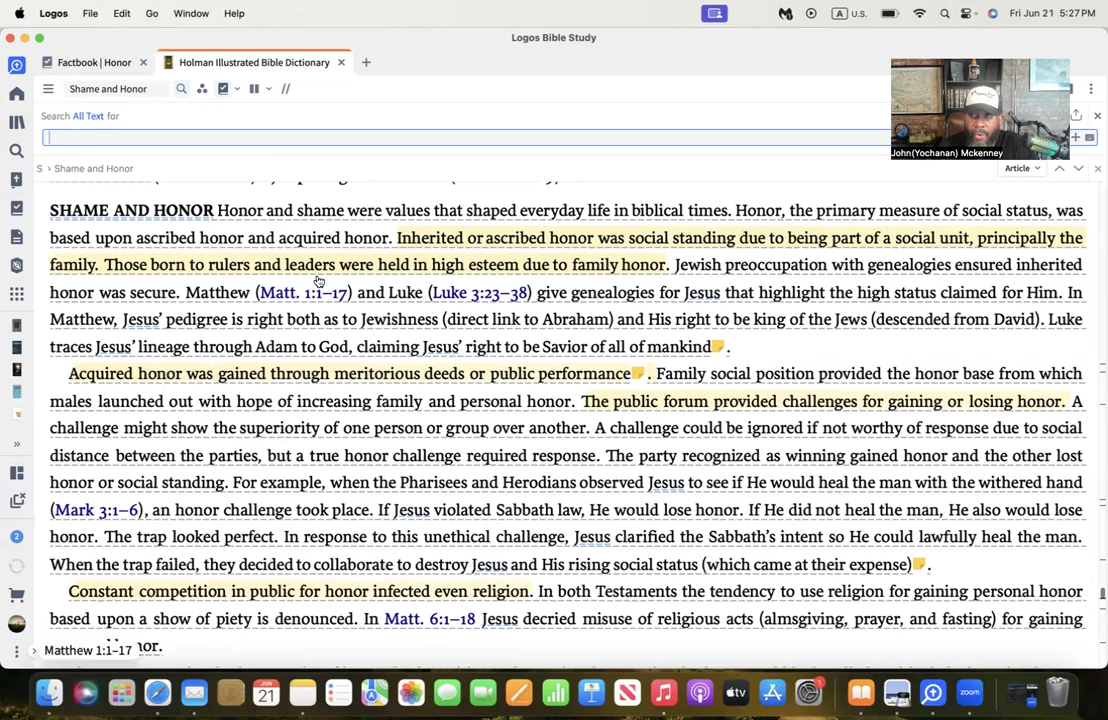 Logos File Edit Go Window Help A U.S. Fri Jun 21 5:27 PM
Logos Bible Study
Factbook | Honor Holman Illustrated Bible Dictionary
Shame and Honor
Search All Text for
John(Yochanan) Mckenney
S › Shame and Honor Article
SHAME AND HONOR Honor and shame were values that shaped everyday life in biblical times. Honor, the primary measure of social status, was
based upon ascribed honor and acquired honor. Inherited or ascribed honor was social standing due to being part of a social unit, principally the
family. Those born to rulers and leaders were held in high esteem due to family honor. Jewish preoccupation with genealogies ensured inherited
honor was secure. Matthew (Matt. 1:1–17) and Luke (Luke 3:23–38) give genealogies for Jesus that highlight the high status claimed for Him. In
Matthew, Jesus’ pedigree is right both as to Jewishness (direct link to Abraham) and His right to be king of the Jews (descended from David). Luke
traces Jesus’ lineage through Adam to God, claiming Jesus’ right to be Savior of all of mankind .
Acquired honor was gained through meritorious deeds or public performance . Family social position provided the honor base from which
males launched out with hope of increasing family and personal honor. The public forum provided challenges for gaining or losing honor. A
challenge might show the superiority of one person or group over another. A challenge could be ignored if not worthy of response due to social
distance between the parties, but a true honor challenge required response. The party recognized as winning gained honor and the other lost
honor or social standing. For example, when the Pharisees and Herodians observed Jesus to see if He would heal the man with the withered hand
(Mark 3:1–6), an honor challenge took place. If Jesus violated Sabbath law, He would lose honor. If He did not heal the man, He also would lose
honor. The trap looked perfect. In response to this unethical challenge, Jesus clarified the Sabbath’s intent so He could lawfully heal the man.
When the trap failed, they decided to collaborate to destroy Jesus and His rising social status (which came at their expense) .
Constant competition in public for honor infected even religion. In both Testaments the tendency to use religion for gaining personal honor
based upon a show of piety is denounced. In Matt. 6:1–18 Jesus decried misuse of religious acts (almsgiving, prayer, and fasting) for gaining
Matthew 1:1–17
2
JUN
21
tv
1
zoom